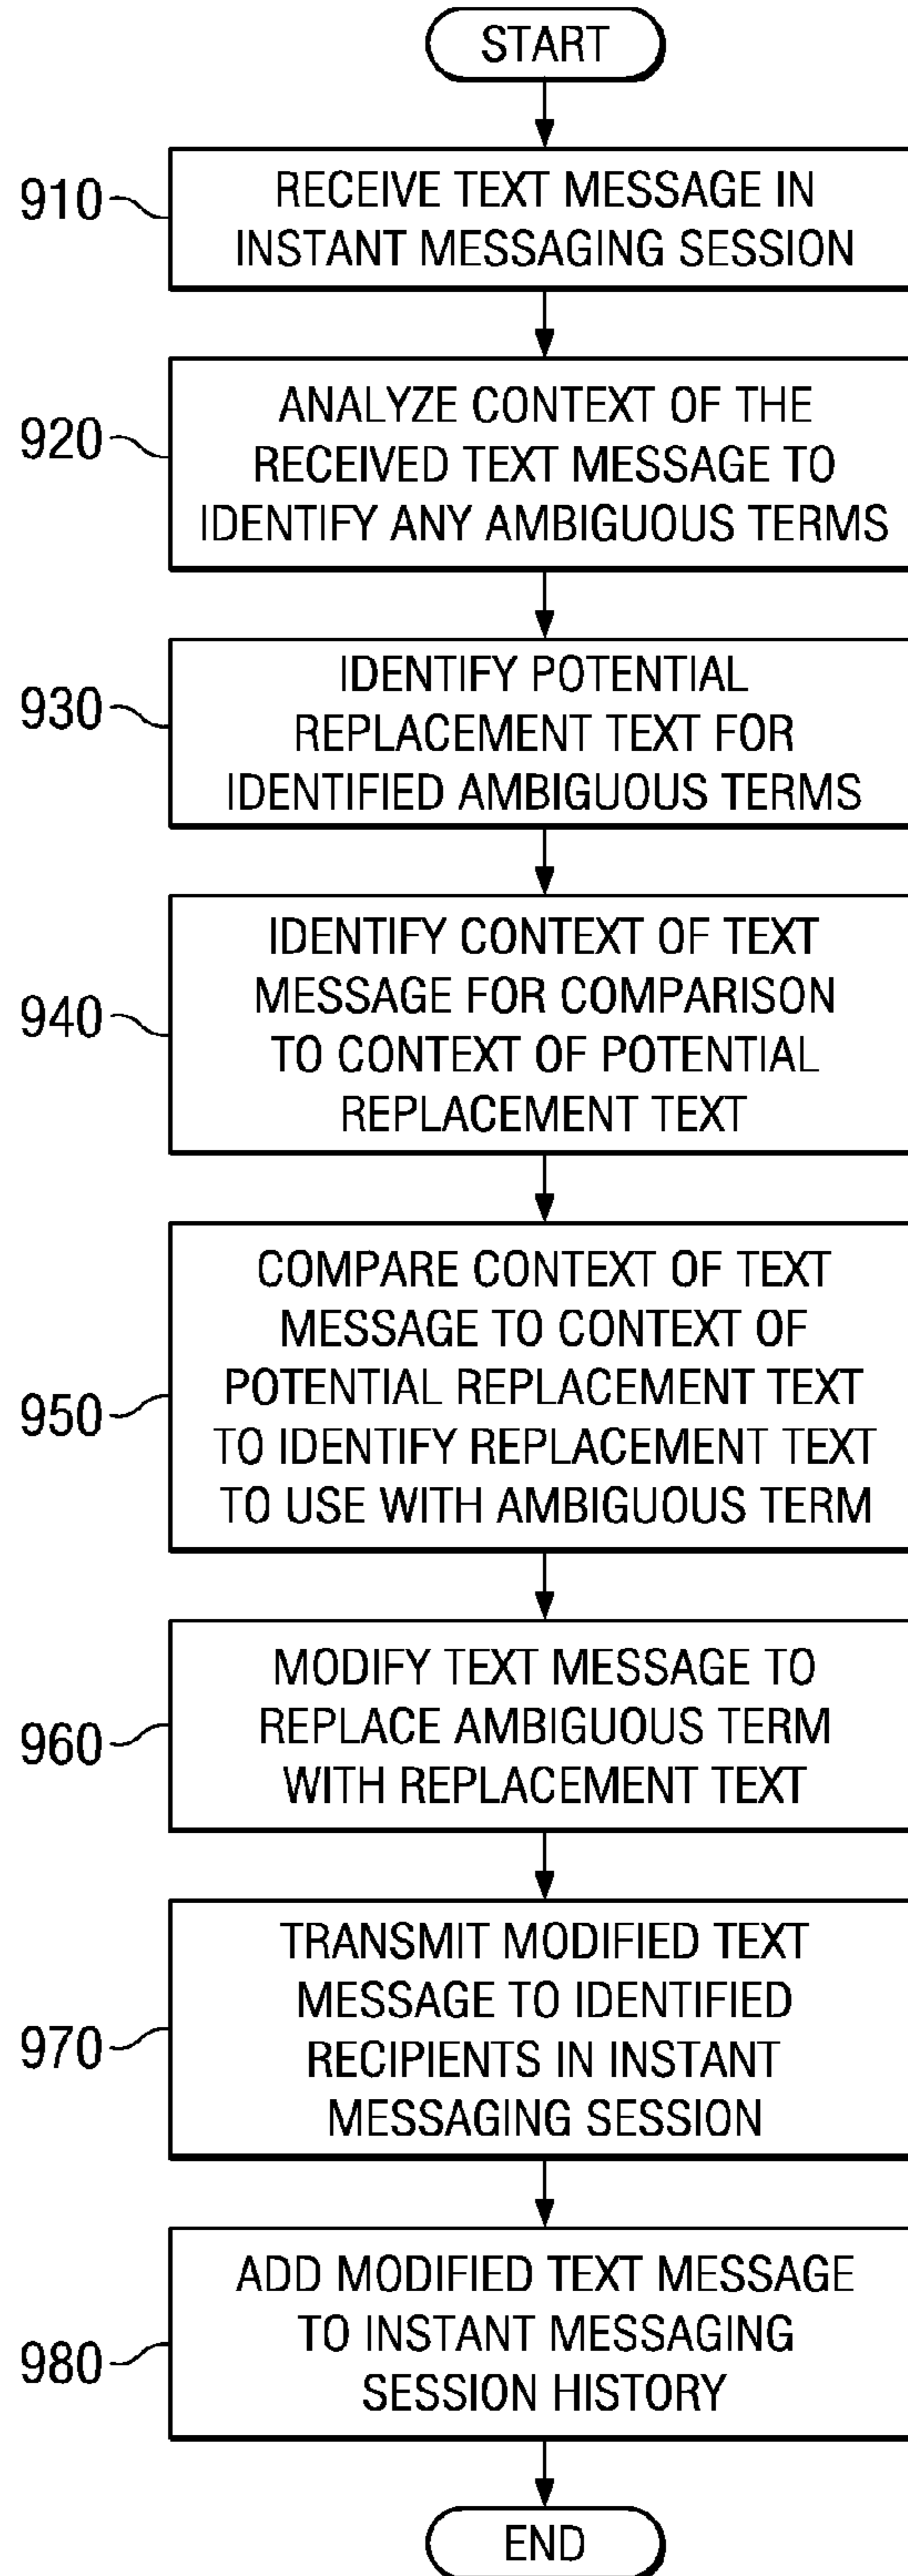 START
910
RECEIVE TEXT MESSAGE IN
INSTANT MESSAGING SESSION
920
ANALYZE CONTEXT OF THE
RECEIVED TEXT MESSAGE TO
IDENTIFY ANY AMBIGUOUS TERMS
930
IDENTIFY POTENTIAL
REPLACEMENT TEXT FOR
IDENTIFIED AMBIGUOUS TERMS
940
IDENTIFY CONTEXT OF TEXT
MESSAGE FOR COMPARISON
TO CONTEXT OF POTENTIAL
REPLACEMENT TEXT
950
COMPARE CONTEXT OF TEXT
MESSAGE TO CONTEXT OF
POTENTIAL REPLACEMENT TEXT
TO IDENTIFY REPLACEMENT TEXT
TO USE WITH AMBIGUOUS TERM
960
MODIFY TEXT MESSAGE TO
REPLACE AMBIGUOUS TERM
WITH REPLACEMENT TEXT
970
TRANSMIT MODIFIED TEXT
MESSAGE TO IDENTIFIED
RECIPIENTS IN INSTANT
MESSAGING SESSION
980
ADD MODIFIED TEXT MESSAGE
TO INSTANT MESSAGING
SESSION HISTORY
END